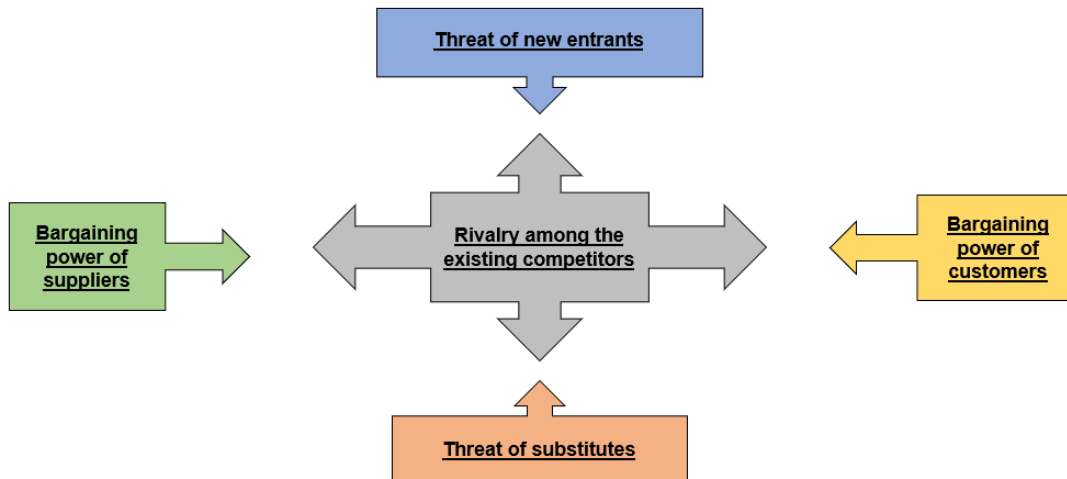 Threat of new entrants
Bargaining
power of
suppliers
Rivalry among the
existing competitors
Bargaining
power of
customers
Threat of substitutes